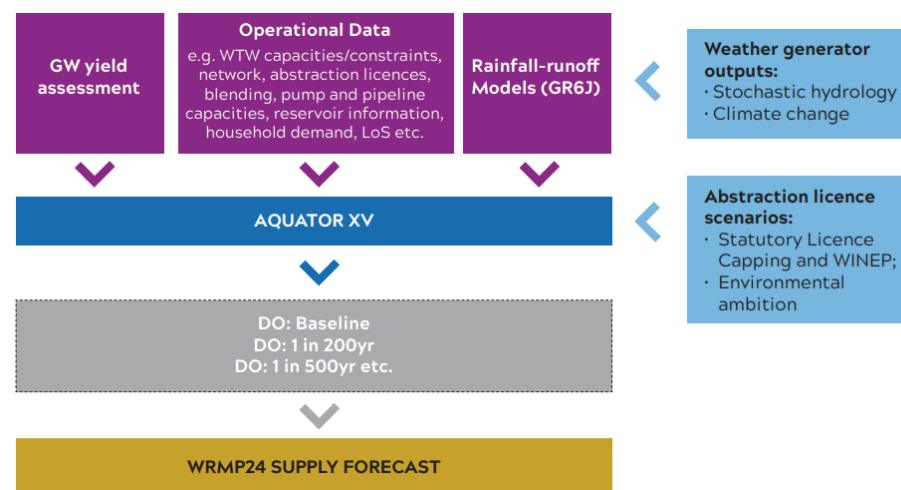 GW yield
assessment
Operational Data
e.g. WTW capacities/constraints,
network, abstraction licences,
blending, pump and pipeline
capacities, reservoir information,
household demand, LoS etc.
Rainfall-runoff
Models (GR6J)
Weather generator
outputs:
· Stochastic hydrology
· Climate change
AQUATOR XV
Abstraction licence
scenarios:
· Statutory Licence
Capping and WINEP;
· Environmental
ambition
DO: Baseline
DO: 1 in 200yr
DO: 1 in 500yr etc.
WRMP24 SUPPLY FORECAST